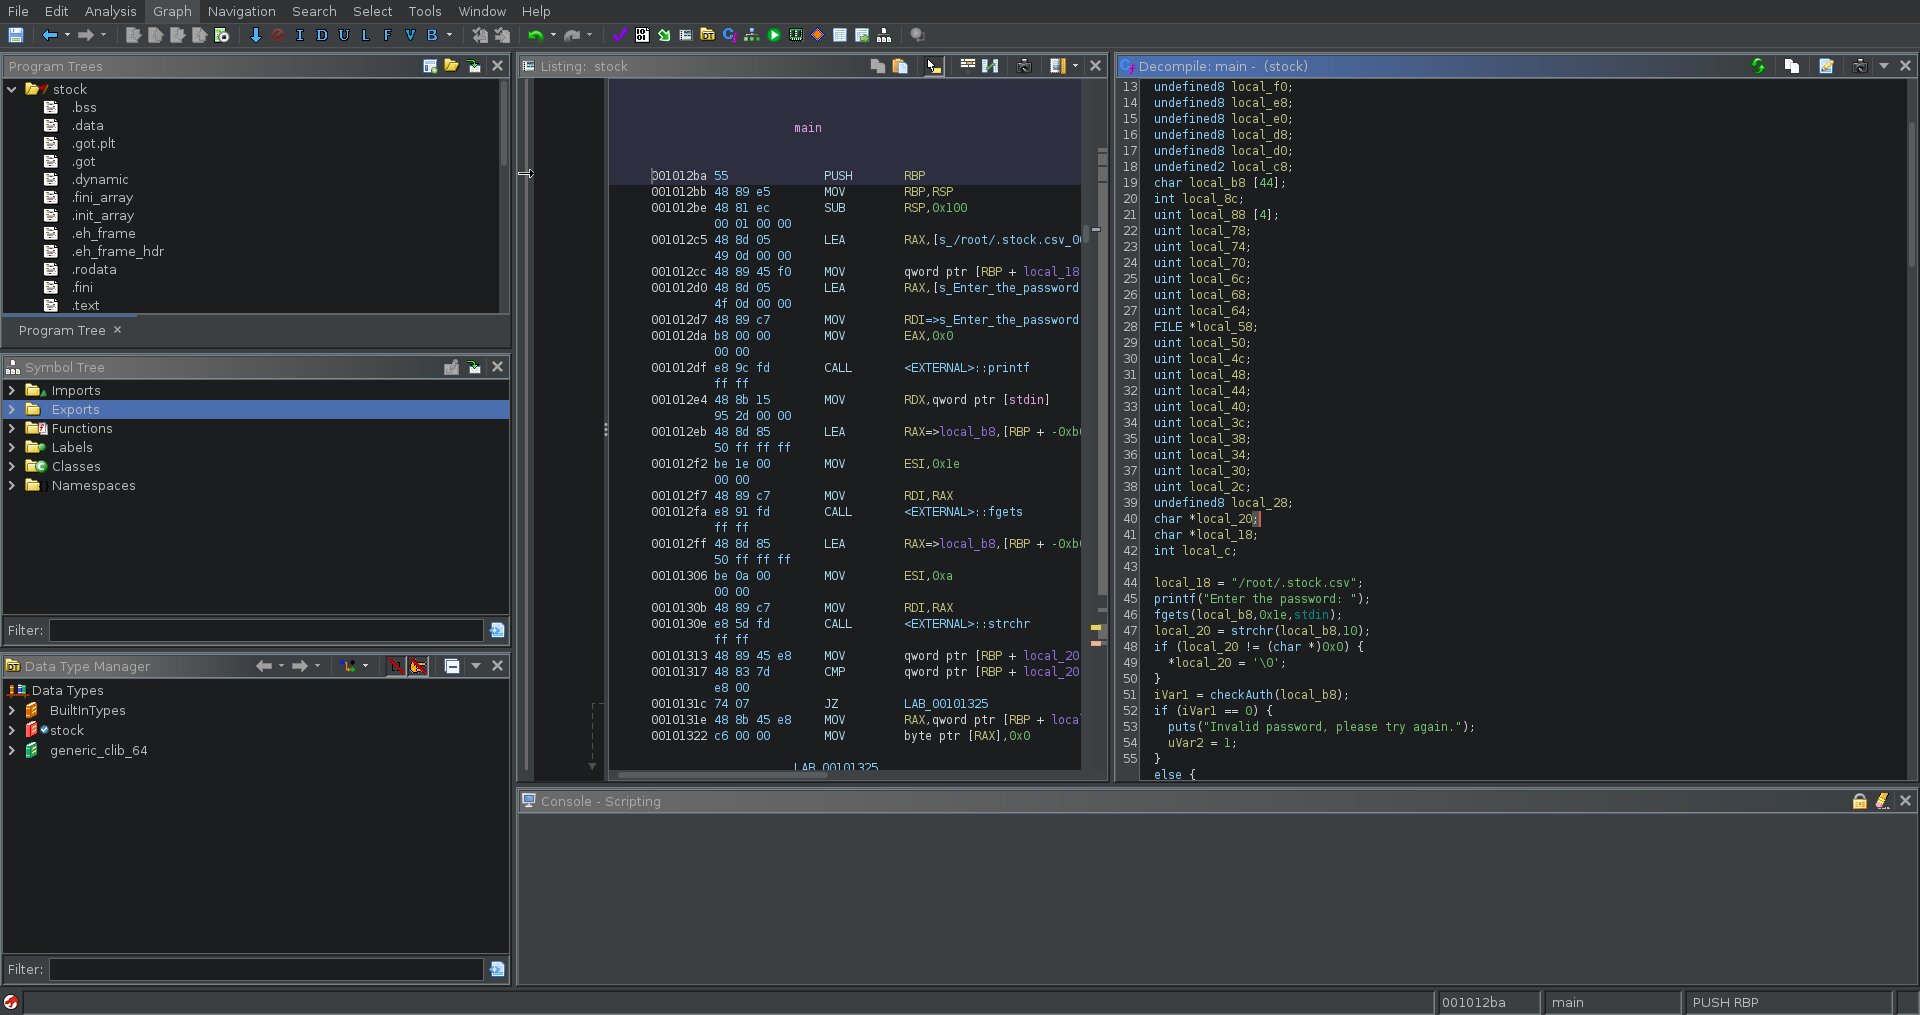 File Edit Analysis Graph Navigation Search Select Tools Window Help
I D U L F V B
Program Trees
stock
.bss
.data
.got.plt
.got
.dynamic
.fini_array
.init_array
.eh_frame
.eh_frame_hdr
.rodata
.fini
.text
Program Tree
Symbol Tree
Imports
Exports
Functions
Labels
Classes
Namespaces
Filter:
Data Type Manager
Data Types
BuiltInTypes
stock
generic_clib_64
Filter:
Listing: stock
main
001012ba 55 PUSH RBP
001012bb 48 89 e5 MOV RBP,RSP
001012be 48 81 ec SUB RSP,0x100
00 01 00 00
001012c5 48 8d 05 LEA RAX,[s_/root/.stock.csv_0
49 0d 00 00
001012cc 48 89 45 f0 MOV qword ptr [RBP + local_18
001012d0 48 8d 05 LEA RAX,[s_Enter_the_password
4f 0d 00 00
001012d7 48 89 c7 MOV RDI=>s_Enter_the_password
001012da b8 00 00 MOV EAX,0x0
00 00
001012df e8 9c fd CALL <EXTERNAL>::printf
ff ff
001012e4 48 8b 15 MOV RDX,qword ptr [stdin]
95 2d 00 00
001012eb 48 8d 85 LEA RAX=>local_b8,[RBP + -0xb
50 ff ff ff
001012f2 be 1e 00 MOV ESI,0x1e
00 00
001012f7 48 89 c7 MOV RDI,RAX
001012fa e8 91 fd CALL <EXTERNAL>::fgets
ff ff
001012ff 48 8d 85 LEA RAX=>local_b8,[RBP + -0xb
50 ff ff ff
00101306 be 0a 00 MOV ESI,0xa
00 00
0010130b 48 89 c7 MOV RDI,RAX
0010130e e8 5d fd CALL <EXTERNAL>::strchr
ff ff
00101313 48 89 45 e8 MOV qword ptr [RBP + local_20
00101317 48 83 7d CMP qword ptr [RBP + local_20
e8 00
0010131c 74 07 JZ LAB_00101325
0010131e 48 8b 45 e8 MOV RAX,qword ptr [RBP + loca
00101322 c6 00 00 MOV byte ptr [RAX],0x0
LAB_00101325
Decompile: main - (stock)
13 undefined8 local_f0;
14 undefined8 local_e8;
15 undefined8 local_e0;
16 undefined8 local_d8;
17 undefined8 local_d0;
18 undefined2 local_c8;
19 char local_b8 [44];
20 int local_8c;
21 uint local_88 [4];
22 uint local_78;
23 uint local_74;
24 uint local_70;
25 uint local_6c;
26 uint local_68;
27 uint local_64;
28 FILE *local_58;
29 uint local_50;
30 uint local_4c;
31 uint local_48;
32 uint local_44;
33 uint local_40;
34 uint local_3c;
35 uint local_38;
36 uint local_34;
37 uint local_30;
38 uint local_2c;
39 undefined8 local_28;
40 char *local_20;
41 char *local_18;
42 int local_c;
43
44 local_18 = "/root/.stock.csv";
45 printf("Enter the password: ");
46 fgets(local_b8,0x1e,stdin);
47 local_20 = strchr(local_b8,10);
48 if (local_20 != (char *)0x0) {
49 *local_20 = '\0';
50 }
51 iVar1 = checkAuth(local_b8);
52 if (iVar1 == 0) {
53 puts("Invalid password, please try again.");
54 uVar2 = 1;
55 }
else {
Console - Scripting
001012ba main PUSH RBP